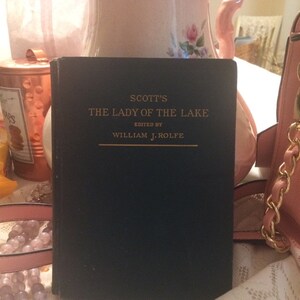 SCOTT'S
THE LADY OF THE LAKE
EDITED BY
WILLIAM J. ROLFE